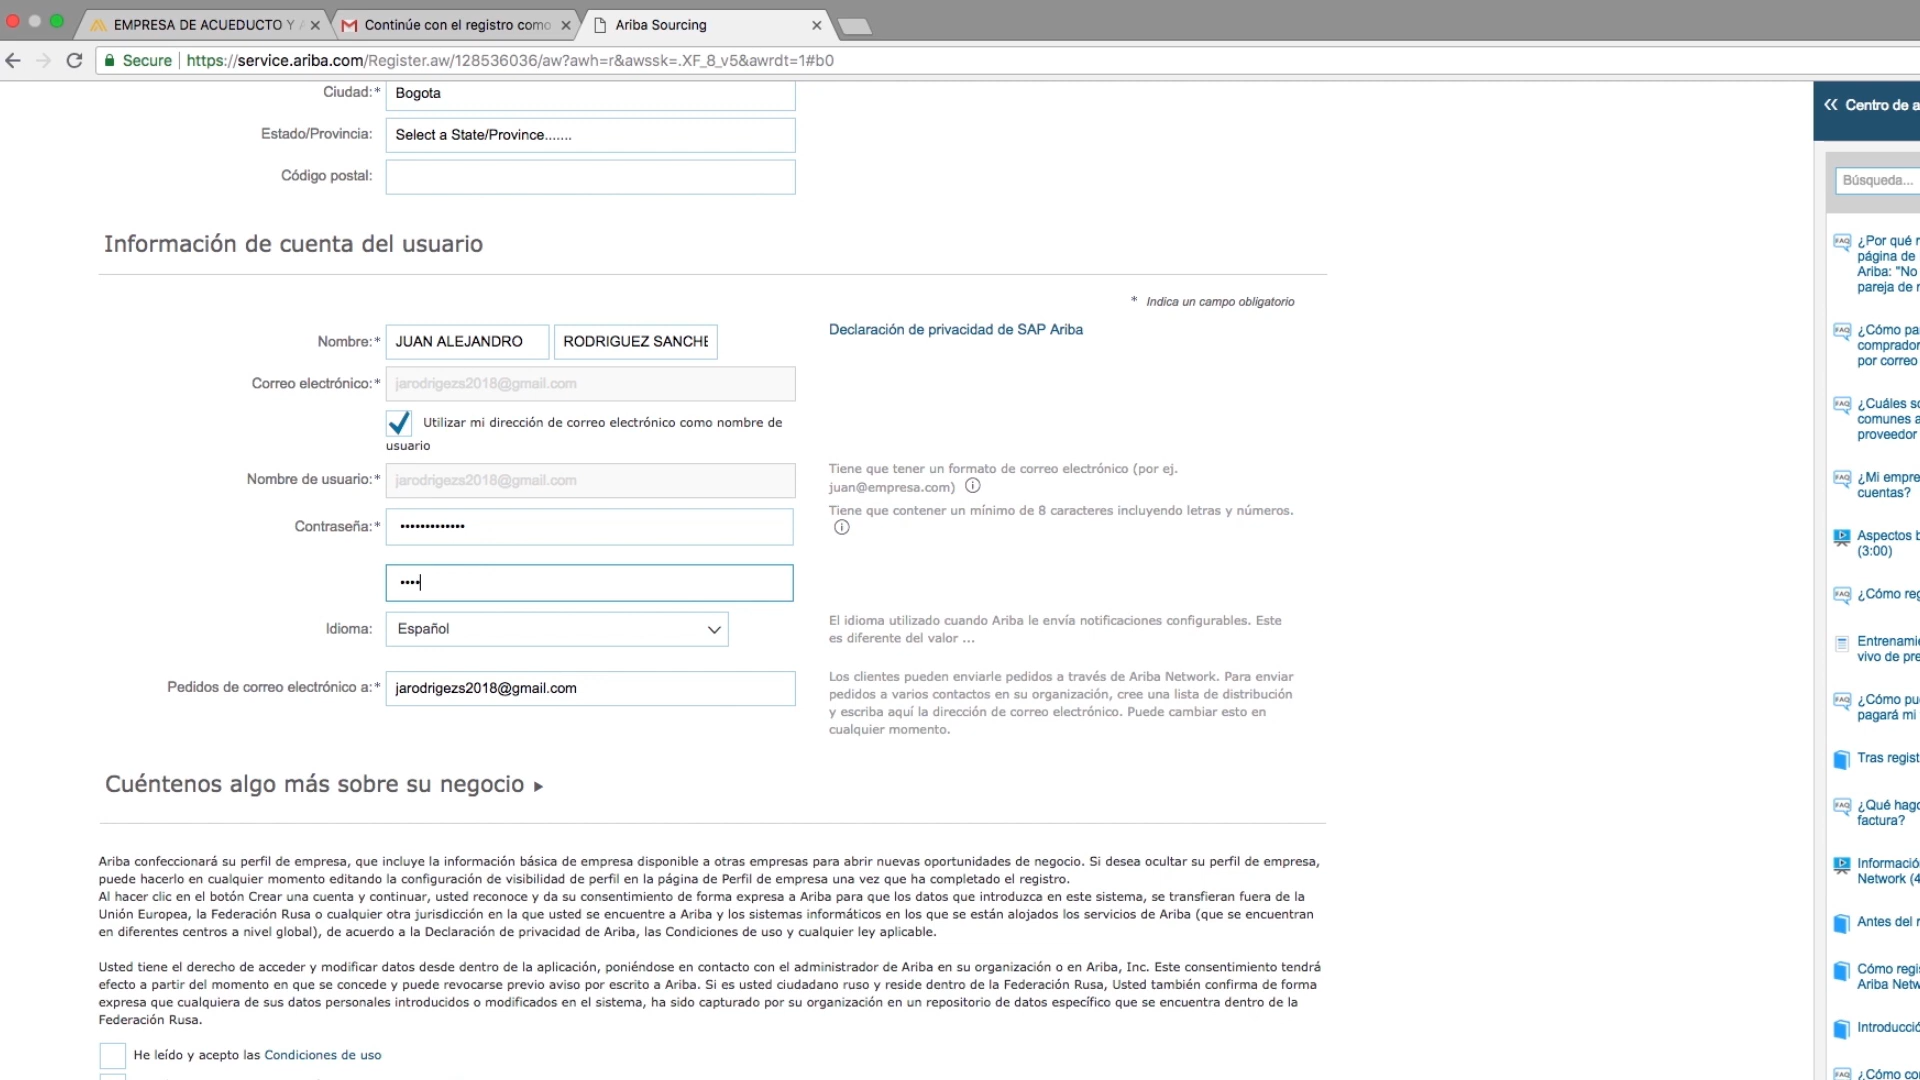 EMPRESA DE ACUEDUCTO Y
Continúe con el registro como
Ariba Sourcing
Secure
https://service.ariba.com/Register.aw/128536036/aw?awh=r&awssk=.XF_8_v5&awrdt=1#b0
Ciudad:*
Bogota
Estado/Provincia:
Select a State/Province.......
Código postal:
Información de cuenta del usuario
* Indica un campo obligatorio
Nombre:*
JUAN ALEJANDRO
RODRIGUEZ SANCHE
Declaración de privacidad de SAP Ariba
Correo electrónico:*
jarodrigezs2018@gmail.com
Utilizar mi dirección de correo electrónico como nombre de
usuario
Nombre de usuario:*
jarodrigezs2018@gmail.com
Tiene que tener un formato de correo electrónico (por ej.
juan@empresa.com)
Contraseña:*
•••••••••••••
Tiene que contener un mínimo de 8 caracteres incluyendo letras y números.
••••
Idioma:
Español
El idioma utilizado cuando Ariba le envía notificaciones configurables. Este
es diferente del valor ...
Pedidos de correo electrónico a:*
jarodrigezs2018@gmail.com
Los clientes pueden enviarle pedidos a través de Ariba Network. Para enviar
pedidos a varios contactos en su organización, cree una lista de distribución
y escriba aquí la dirección de correo electrónico. Puede cambiar esto en
cualquier momento.
Cuéntenos algo más sobre su negocio
Ariba confeccionará su perfil de empresa, que incluye la información básica de empresa disponible a otras empresas para abrir nuevas oportunidades de negocio. Si desea ocultar su perfil de empresa,
puede hacerlo en cualquier momento editando la configuración de visibilidad de perfil en la página de Perfil de empresa una vez que ha completado el registro.
Al hacer clic en el botón Crear una cuenta y continuar, usted reconoce y da su consentimiento de forma expresa a Ariba para que los datos que introduzca en este sistema, se transfieran fuera de la
Unión Europea, la Federación Rusa o cualquier otra jurisdicción en la que usted se encuentre a Ariba y los sistemas informáticos en los que se están alojados los servicios de Ariba (que se encuentran
en diferentes centros a nivel global), de acuerdo a la Declaración de privacidad de Ariba, las Condiciones de uso y cualquier ley aplicable.
Usted tiene el derecho de acceder y modificar datos desde dentro de la aplicación, poniéndose en contacto con el administrador de Ariba en su organización o en Ariba, Inc. Este consentimiento tendrá
efecto a partir del momento en que se concede y puede revocarse previo aviso por escrito a Ariba. Si es usted ciudadano ruso y reside dentro de la Federación Rusa, Usted también confirma de forma
expresa que cualquiera de sus datos personales introducidos o modificados en el sistema, ha sido capturado por su organización en un repositorio de datos específico que se encuentra dentro de la
Federación Rusa.
He leído y acepto las Condiciones de uso
Centro de a
Búsqueda...
FAQ ¿Por qué
página de
Ariba: "No
pareja de
FAQ ¿Cómo pa
comprador
por correo
FAQ ¿Cuáles
comunes a
proveedor
FAQ ¿Mi empre
cuentas?
Aspectos
(3:00)
FAQ ¿Cómo reg
Entrenami
vivo de pre
FAQ ¿Cómo pu
pagará mi
Tras regist
FAQ ¿Qué hago
factura?
Informació
Network (4
Antes del
Cómo regi
Ariba Netw
Introducció
FAQ ¿Cómo co